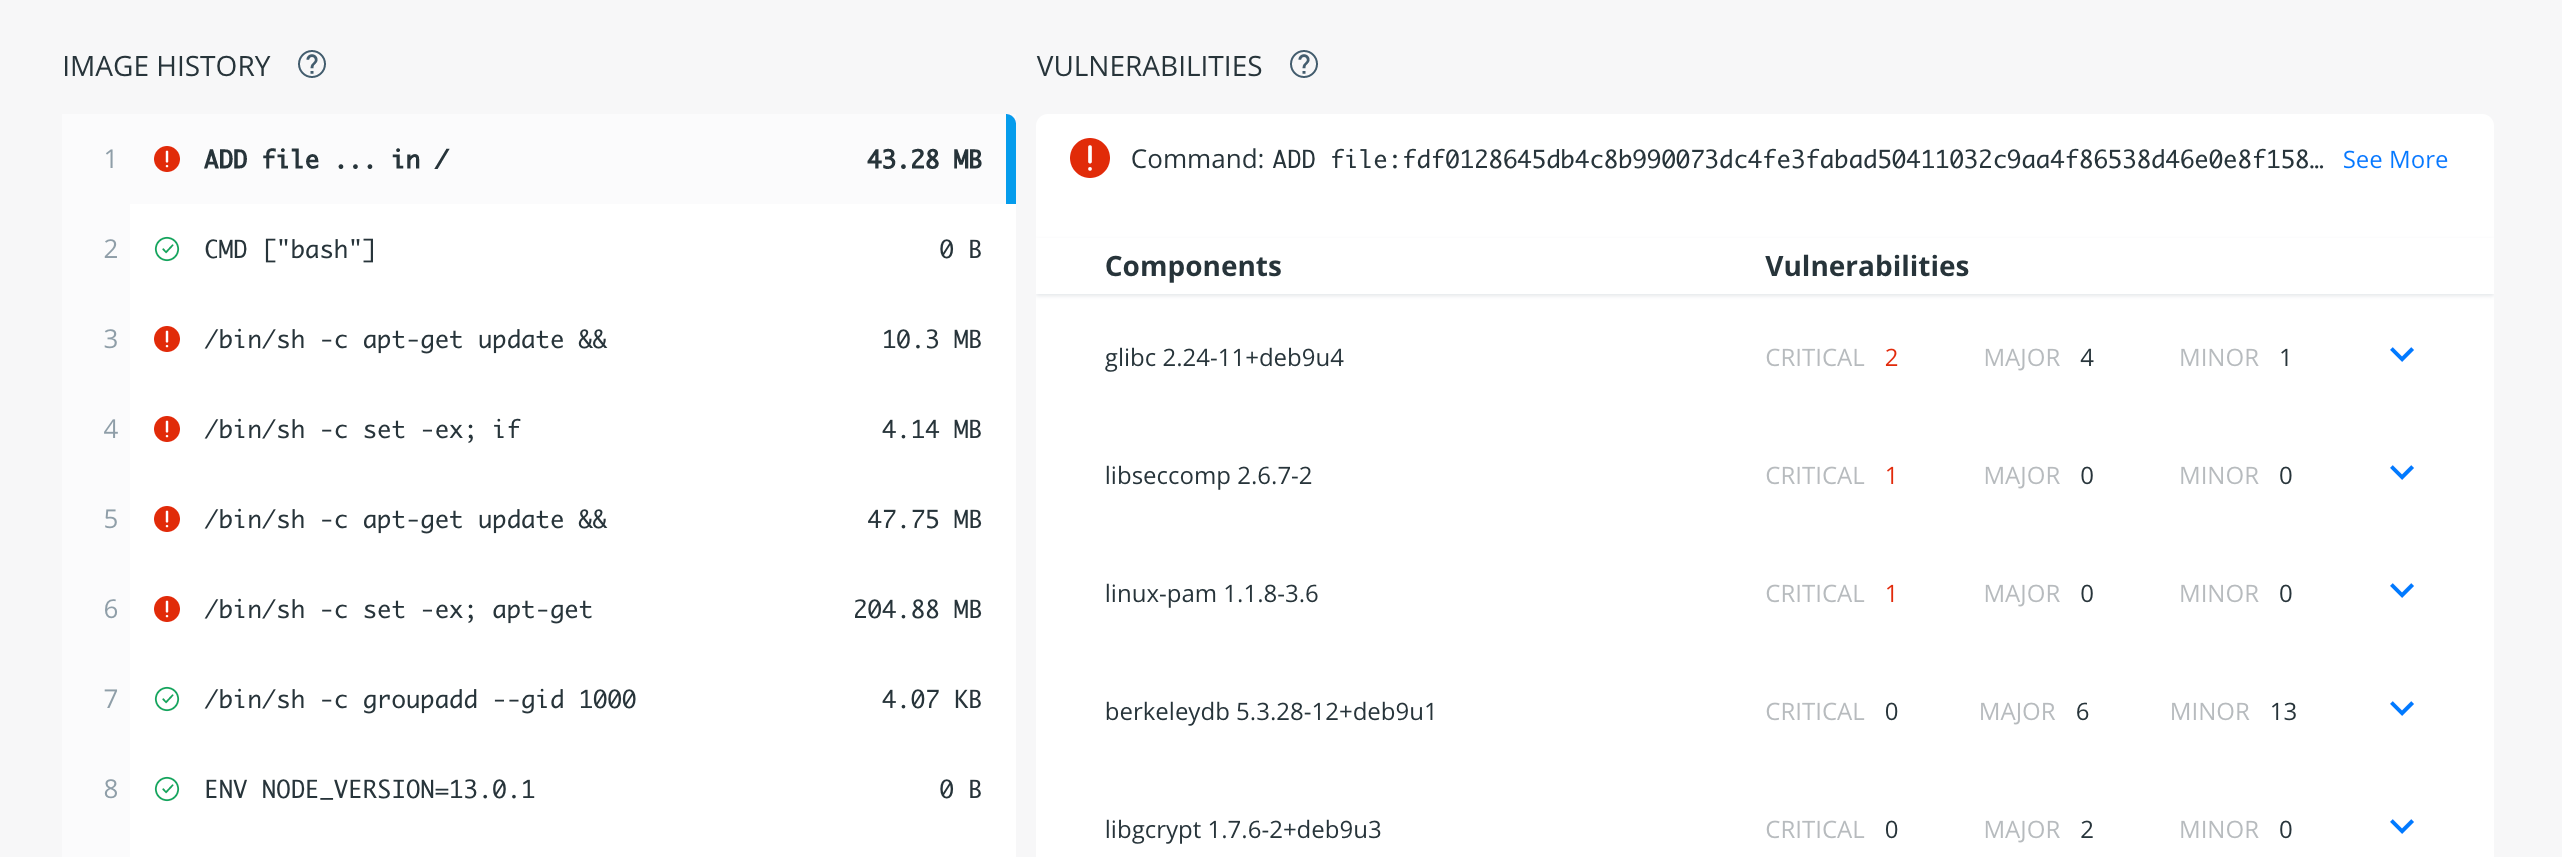 IMAGE HISTORY
1 ADD file ... in / 43.28 MB
2 CMD ["bash"] 0 B
3 /bin/sh -c apt-get update && 10.3 MB
4 /bin/sh -c set -ex; if 4.14 MB
5 /bin/sh -c apt-get update && 47.75 MB
6 /bin/sh -c set -ex; apt-get 204.88 MB
7 /bin/sh -c groupadd --gid 1000 4.07 KB
8 ENV NODE_VERSION=13.0.1 0 B
VULNERABILITIES
Command: ADD file:fdf0128645db4c8b990073dc4fe3fabad50411032c9aa4f86538d46e0e8f158… See More
Components Vulnerabilities
glibc 2.24-11+deb9u4 CRITICAL 2 MAJOR 4 MINOR 1
libseccomp 2.6.7-2 CRITICAL 1 MAJOR 0 MINOR 0
linux-pam 1.1.8-3.6 CRITICAL 1 MAJOR 0 MINOR 0
berkeleydb 5.3.28-12+deb9u1 CRITICAL 0 MAJOR 6 MINOR 13
libgcrypt 1.7.6-2+deb9u3 CRITICAL 0 MAJOR 2 MINOR 0